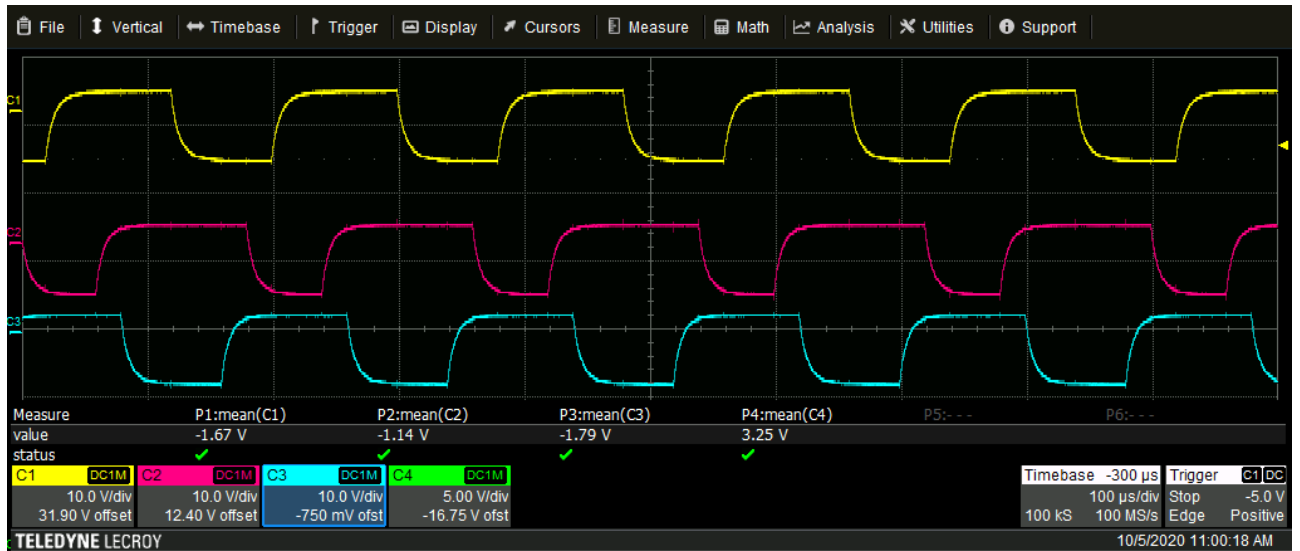 File Vertical Timebase Trigger Display Cursors Measure Math Analysis Utilities Support
C1
C2
C3
Measure P1:mean(C1) P2:mean(C2) P3:mean(C3) P4:mean(C4) P5:- - - P6:- - -
value -1.67 V -1.14 V -1.79 V 3.25 V
status
C1 DC1M C2 DC1M C3 DC1M C4 DC1M Timebase -300 µs Trigger C1 DC
10.0 V/div 10.0 V/div 10.0 V/div 5.00 V/div 100 µs/div Stop -5.0 V
31.90 V offset 12.40 V offset -750 mV ofst -16.75 V ofst 100 kS 100 MS/s Edge Positive
TELEDYNE LECROY 10/5/2020 11:00:18 AM